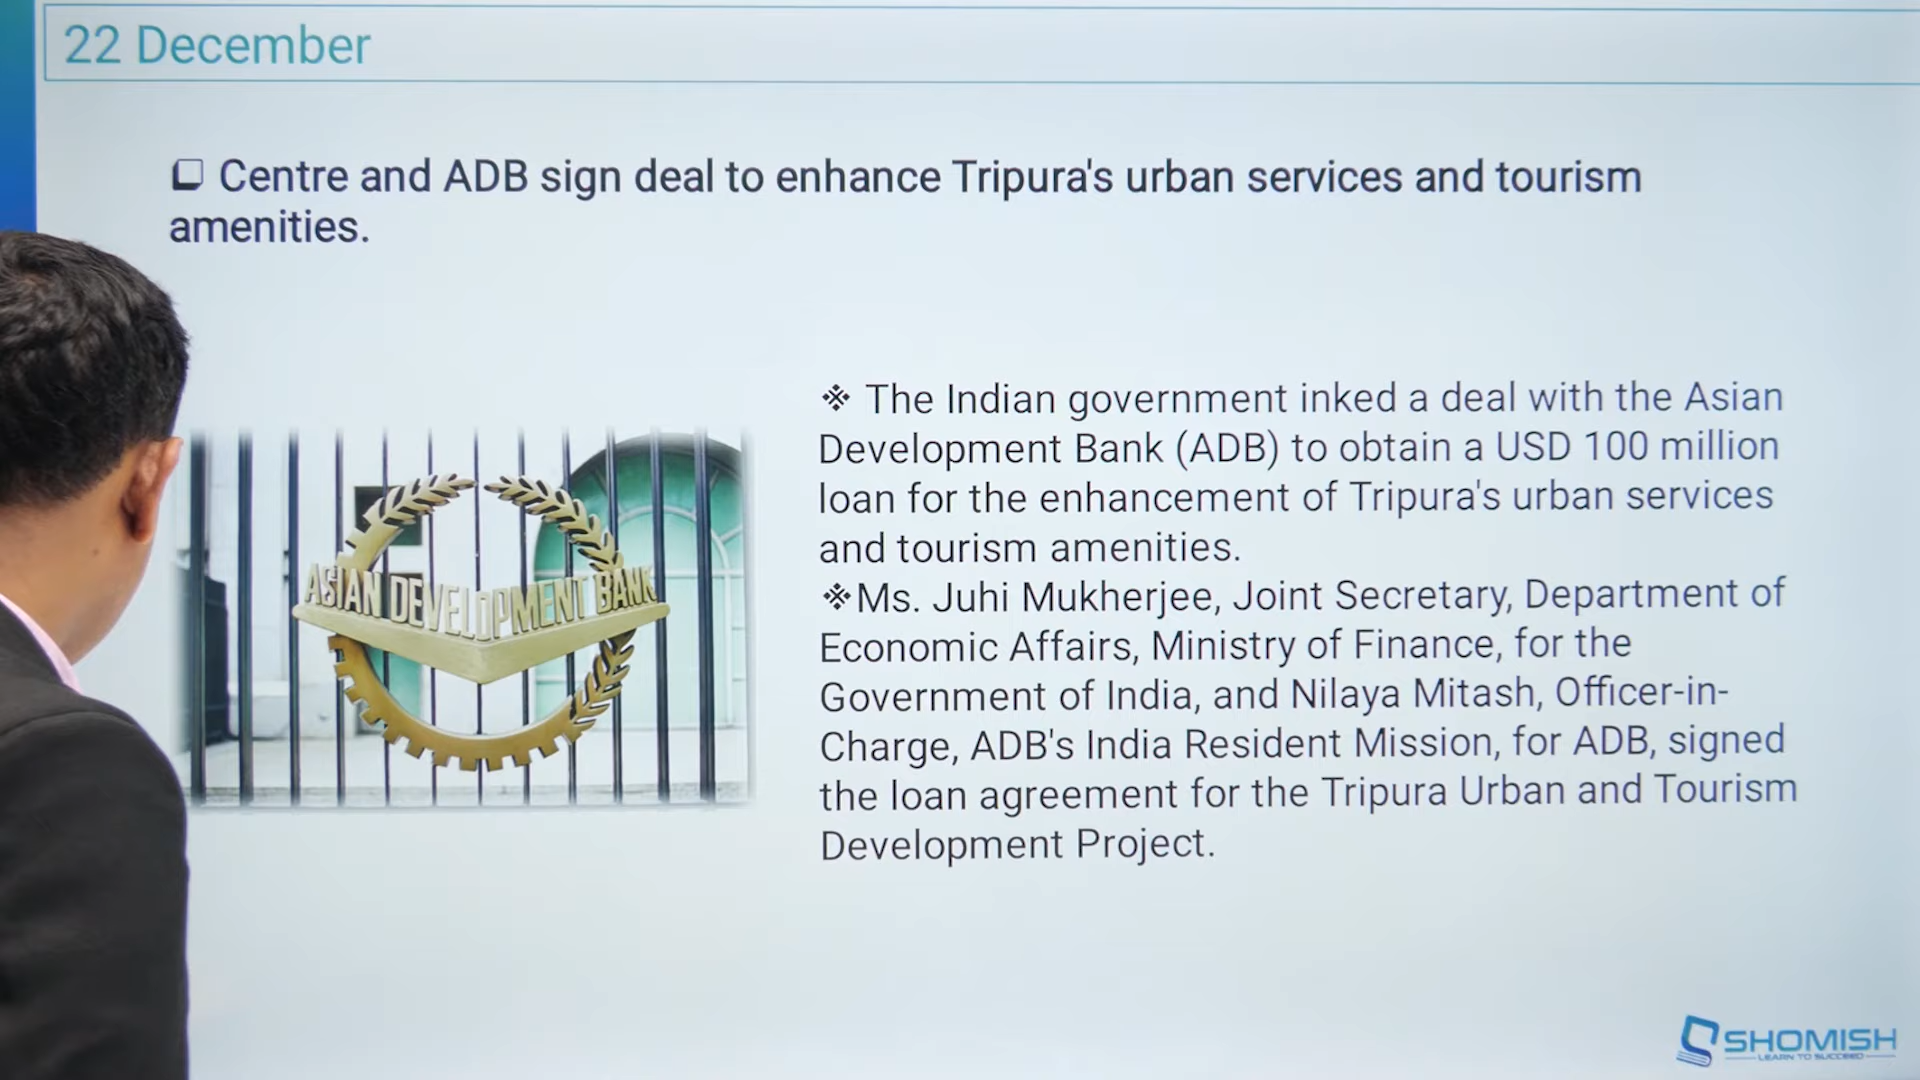 22 December
❑ Centre and ADB sign deal to enhance Tripura's urban services and tourism
amenities.
ASIAN DEVELOPMENT BANK
❖ The Indian government inked a deal with the Asian
Development Bank (ADB) to obtain a USD 100 million
loan for the enhancement of Tripura's urban services
and tourism amenities.
❖Ms. Juhi Mukherjee, Joint Secretary, Department of
Economic Affairs, Ministry of Finance, for the
Government of India, and Nilaya Mitash, Officer-in-
Charge, ADB's India Resident Mission, for ADB, signed
the loan agreement for the Tripura Urban and Tourism
Development Project.
SHOMISH
LEARN TO SUCCEED